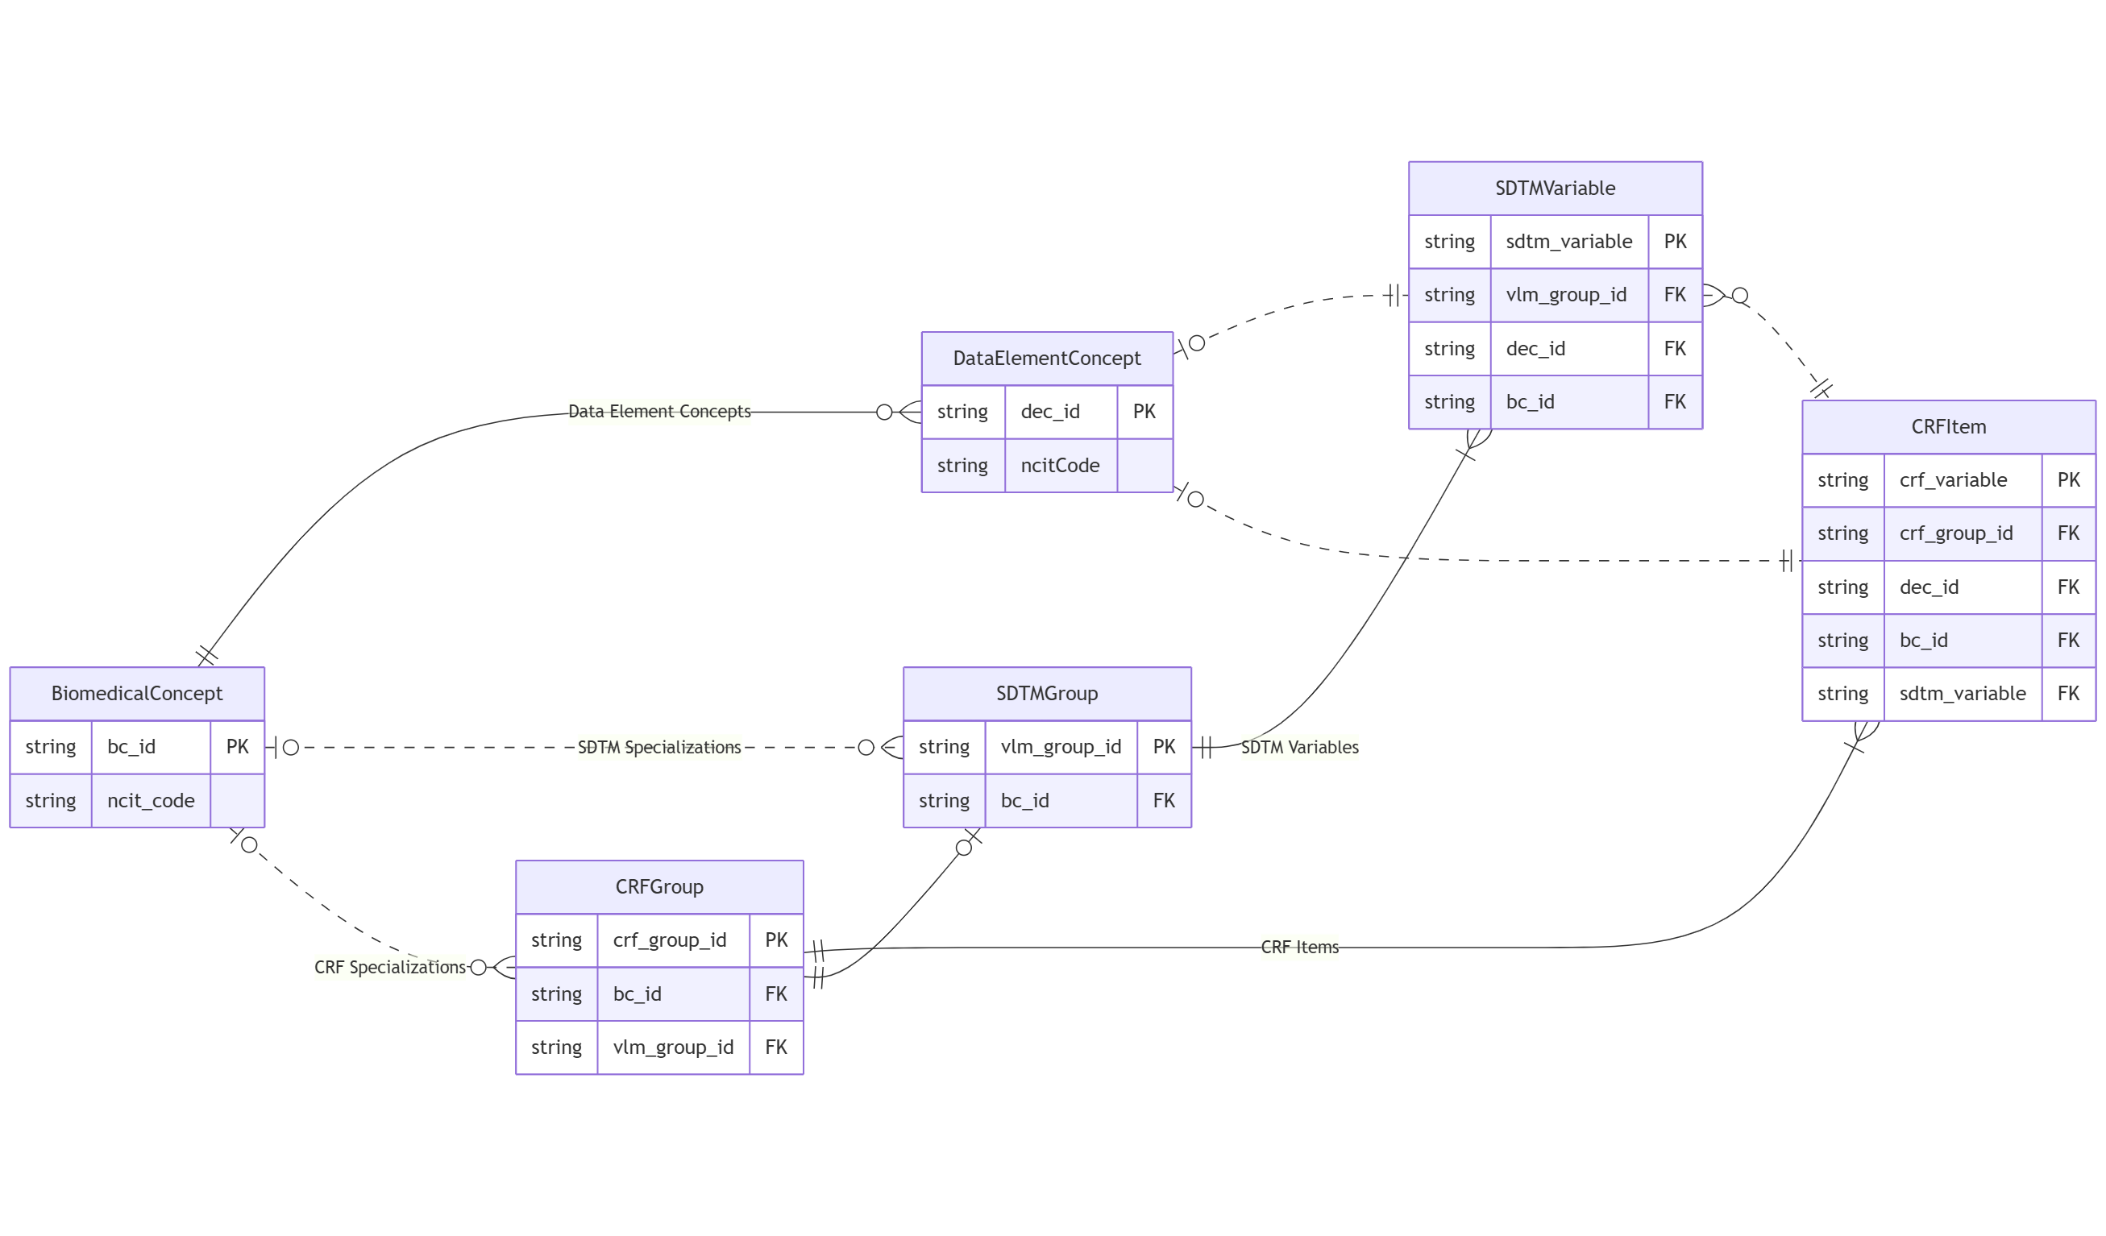 SDTMVariable
string sdtm_variable PK
string vlm_group_id FK
string dec_id FK
string bc_id FK
DataElementConcept
string dec_id PK
string ncitCode
Data Element Concepts
CRFItem
string crf_variable PK
string crf_group_id FK
string dec_id FK
string bc_id FK
string sdtm_variable FK
BiomedicalConcept
string bc_id PK
string ncit_code
SDTM Specializations
SDTMGroup
string vlm_group_id PK
string bc_id FK
SDTM Variables
CRFGroup
string crf_group_id PK
string bc_id FK
string vlm_group_id FK
CRF Specializations
CRF Items